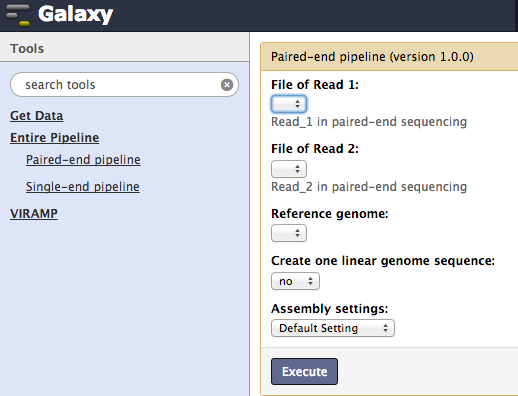 Galaxy
Tools
search tools
Get Data
Entire Pipeline
Paired-end pipeline
Single-end pipeline
VIRAMP
Paired-end pipeline (version 1.0.0)
File of Read 1:
Read_1 in paired-end sequencing
File of Read 2:
Read_2 in paired-end sequencing
Reference genome:
Create one linear genome sequence:
no
Assembly settings:
Default Setting
Execute